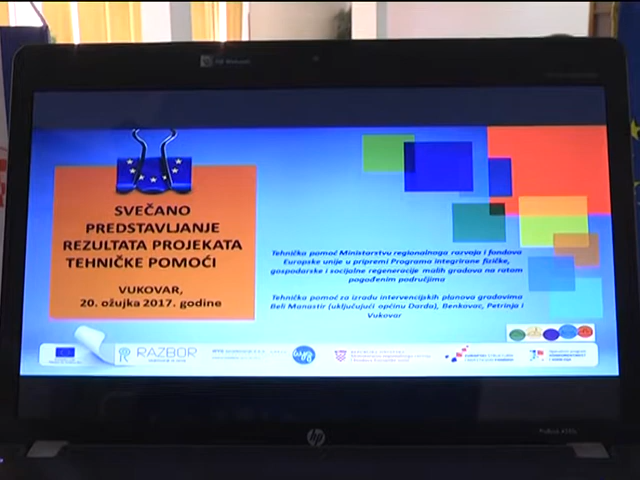 SVEČANO
PREDSTAVLJANJE
REZULTATA PROJEKATA
TEHNIČKE POMOĆI
VUKOVAR,
20. ožujka 2017. godine
Tehnička pomoć Ministarstvu regionalnoga razvoja i fondova
Europske unije u pripremi Programa integrirane fizičke,
gospodarske i socijalne regeneracije malih gradova na ratom
pogođenim područjima
Tehnička pomoć za izradu intervencijskih planova gradovima
Beli Manastir (uključujući općinu Darda), Benkovac, Petrinja i
Vukovar
RAZBOR
wyg
hp